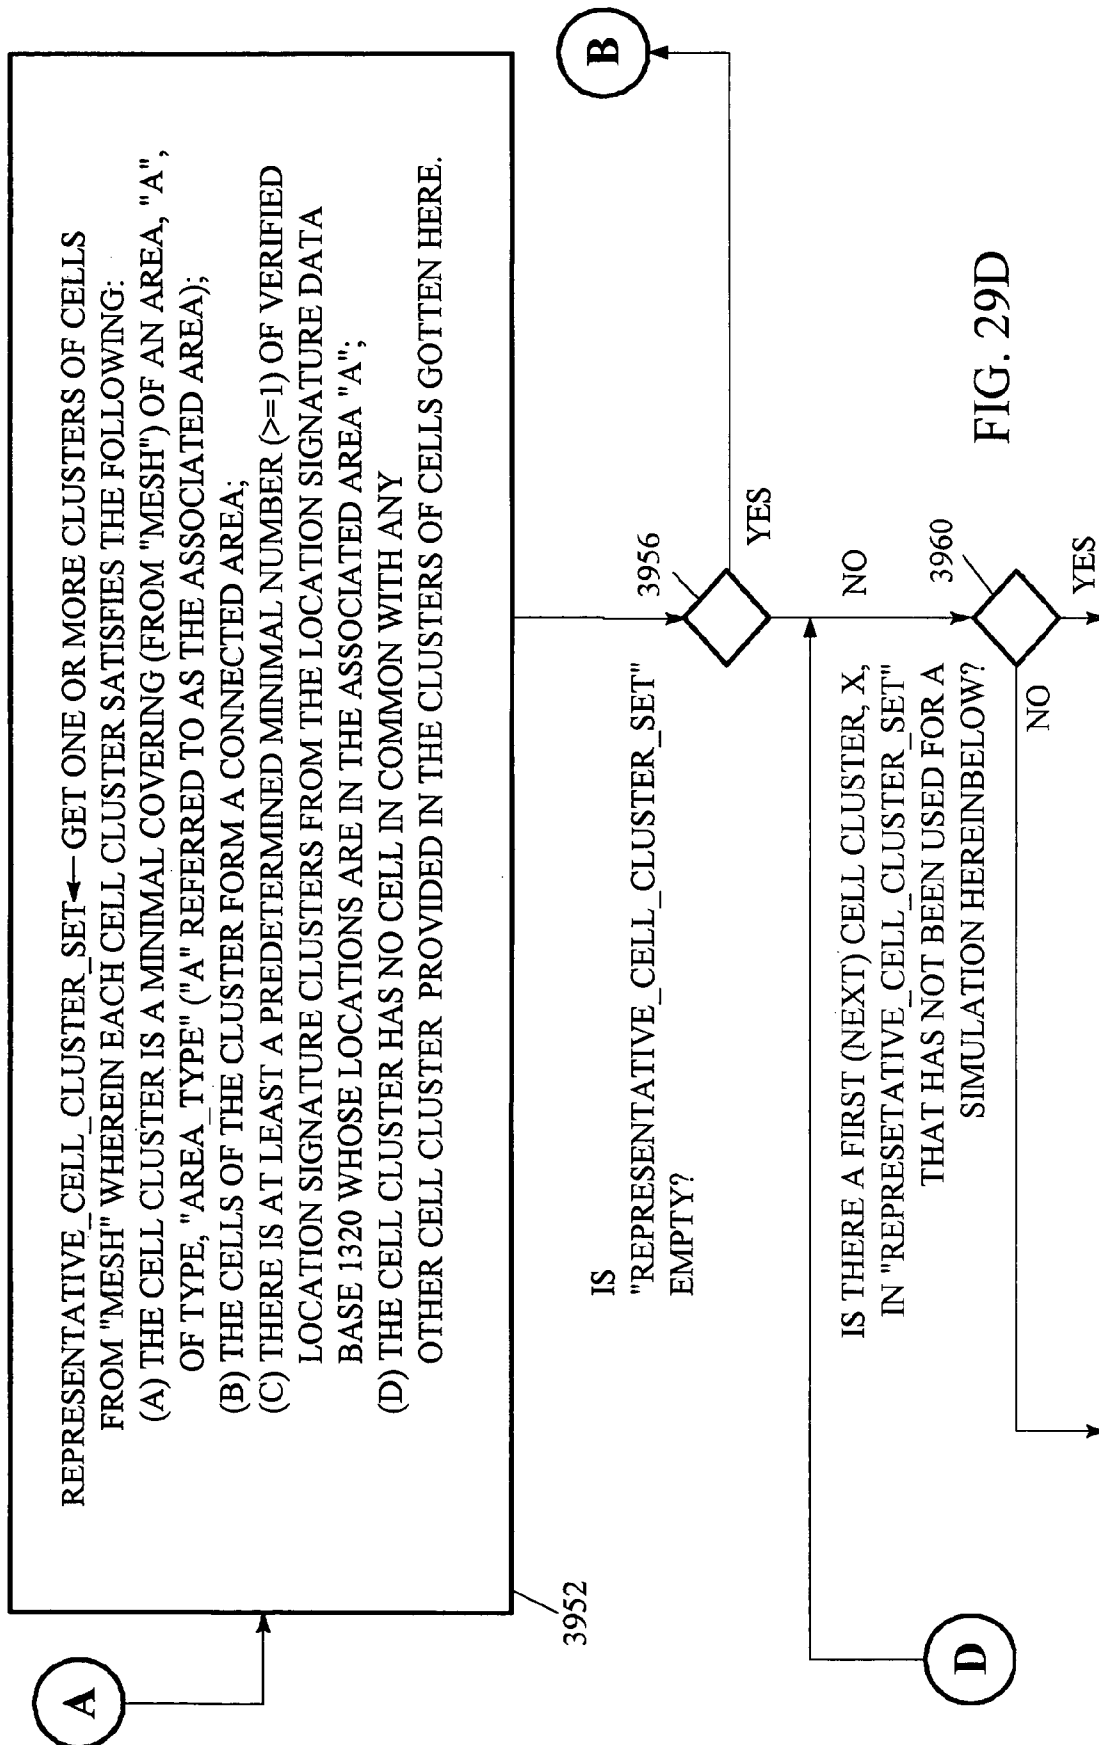 A
REPRESENTATIVE_CELL_CLUSTER_SET ← GET ONE OR MORE CLUSTERS OF CELLS
FROM "MESH" WHEREIN EACH CELL CLUSTER SATISFIES THE FOLLOWING:
(A) THE CELL CLUSTER IS A MINIMAL COVERING (FROM "MESH") OF AN AREA, "A",
OF TYPE, "AREA_TYPE" ("A" REFERRED TO AS THE ASSOCIATED AREA);
(B) THE CELLS OF THE CLUSTER FORM A CONNECTED AREA;
(C) THERE IS AT LEAST A PREDETERMINED MINIMAL NUMBER (>=1) OF VERIFIED
LOCATION SIGNATURE CLUSTERS FROM THE LOCATION SIGNATURE DATA
BASE 1320 WHOSE LOCATIONS ARE IN THE ASSOCIATED AREA "A";
(D) THE CELL CLUSTER HAS NO CELL IN COMMON WITH ANY
OTHER CELL CLUSTER PROVIDED IN THE CLUSTERS OF CELLS GOTTEN HERE.
3952
B
IS
"REPRESENTATIVE_CELL_CLUSTER_SET"
EMPTY?
3956
YES
NO
D
IS THERE A FIRST (NEXT) CELL CLUSTER, X,
IN "REPRESETATIVE_CELL_CLUSTER_SET"
THAT HAS NOT BEEN USED FOR A
SIMULATION HEREINBELOW?
3960
NO
YES
FIG. 29D